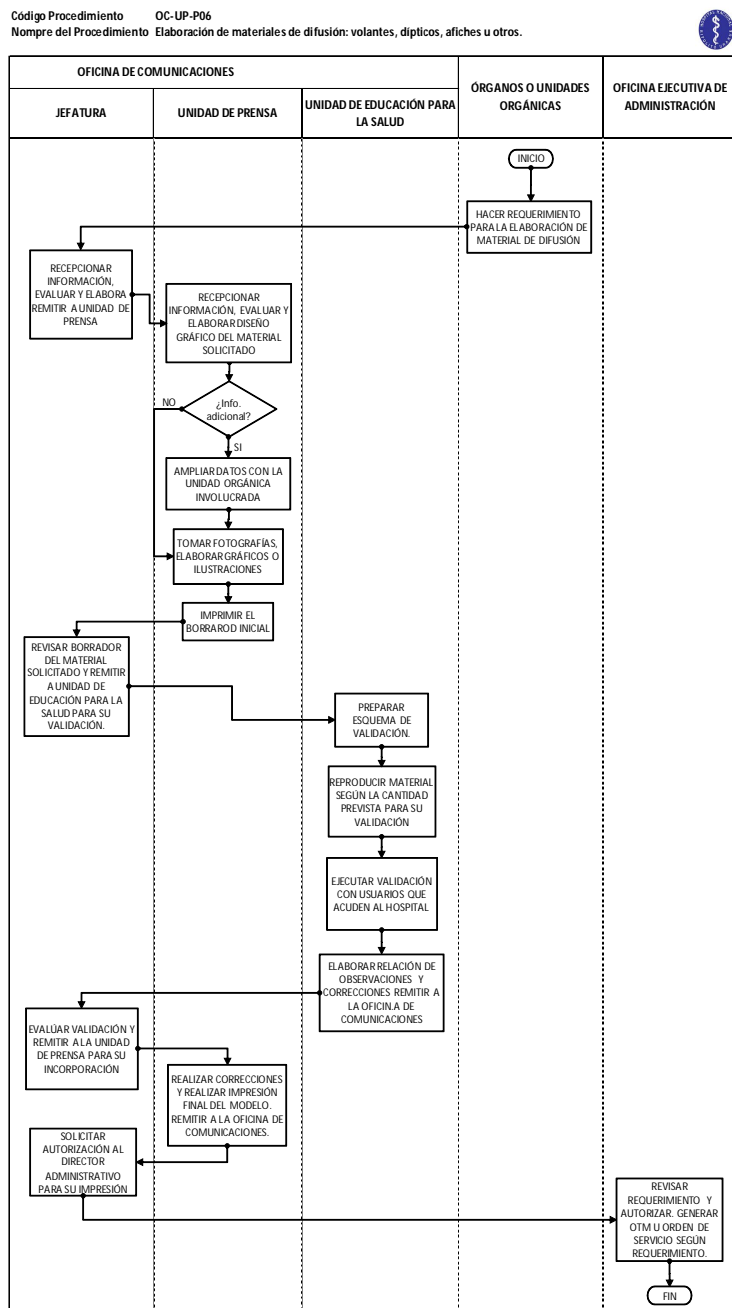 Código Procedimiento OC-UP-P06
Nombre del Procedimiento Elaboración de materiales de difusión: volantes, dípticos, afiches u otros.
OFICINA DE COMUNICACIONES
ÓRGANOS O UNIDADES
ORGÁNICAS
OFICINA EJECUTIVA DE
ADMINISTRACIÓN
JEFATURA
UNIDAD DE PRENSA
UNIDAD DE EDUCACIÓN PARA
LA SALUD
INICIO
HACER REQUERIMIENTO
PARA LA ELABORACIÓN DE
MATERIAL DE DIFUSIÓN
RECEPCIONAR
INFORMACIÓN,
EVALUAR Y ELABORA
REMITIR A UNIDAD DE
PRENSA
RECEPCIONAR
INFORMACIÓN, EVALUAR Y
ELABORAR DISEÑO
GRÁFICO DEL MATERIAL
SOLICITADO
NO
¿Info.
adicional?
SI
AMPLIAR DATOS CON LA
UNIDAD ORGÁNICA
INVOLUCRADA
TOMAR FOTOGRAFÍAS,
ELABORAR GRÁFICOS O
ILUSTRACIONES
IMPRIMIR EL
BORRAROD INICIAL
REVISAR BORRADOR
DEL MATERIAL
SOLICITADO Y REMITIR
A UNIDAD DE
EDUCACIÓN PARA LA
SALUD PARA SU
VALIDACIÓN.
PREPARAR
ESQUEMA DE
VALIDACIÓN.
REPRODUCIR MATERIAL
SEGÚN LA CANTIDAD
PREVISTA PARA SU
VALIDACIÓN
EJECUTAR VALIDACIÓN
CON USUARIOS QUE
ACUDEN AL HOSPITAL
ELABORAR RELACIÓN DE
OBSERVACIONES Y
CORRECCIONES REMITIR A
LA OFICIN.A DE
COMUNICACIONES
EVALÚAR VALIDACIÓN Y
REMITIR A LA UNIDAD
DE PRENSA PARA SU
INCORPORACIÓN
REALIZAR CORRECCIONES
Y REALIZAR IMPRESIÓN
FINAL DEL MODELO.
REMITIR A LA OFICINA DE
COMUNICACIONES.
SOLICITAR
AUTORIZACIÓN AL
DIRECTOR
ADMINISTRATIVO
PARA SU IMPRESIÓN
REVISAR
REQUERIMIENTO Y
AUTORIZAR. GENERAR
OTM U ORDEN DE
SERVICIO SEGÚN
REQUERIMIENTO.
FIN